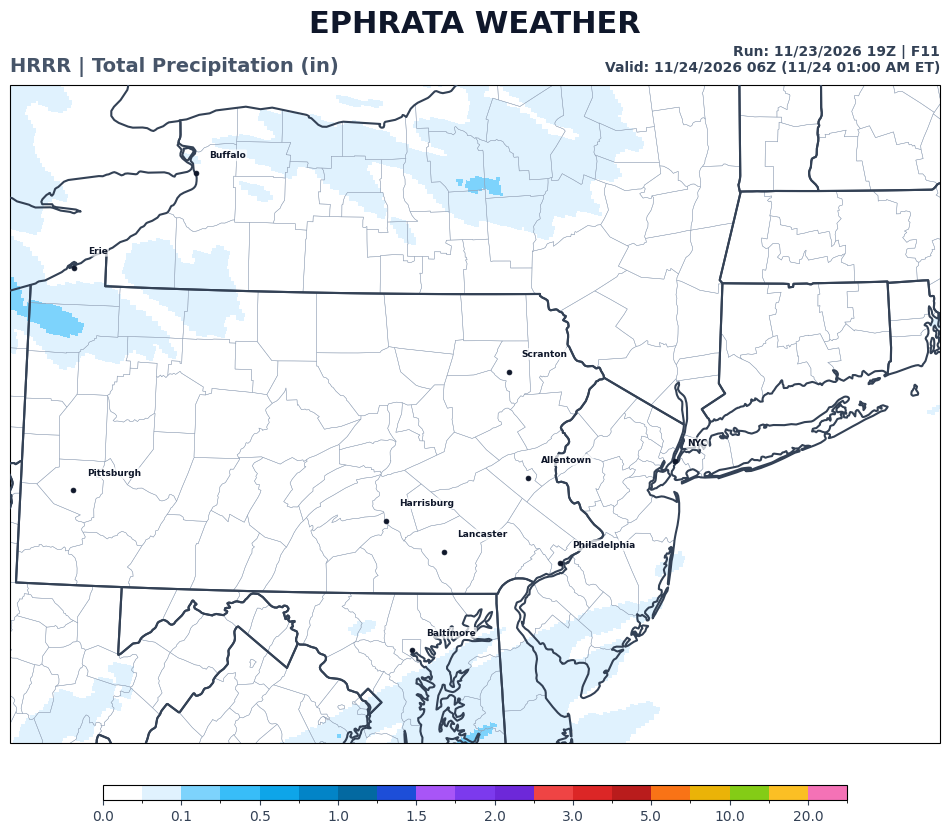 EPHRATA WEATHER
HRRR | Total Precipitation (in)
Run: 11/23/2026 19Z | F11
Valid: 11/24/2026 06Z (11/24 01:00 AM ET)
Buffalo
Erie
Scranton
NYC
Allentown
Pittsburgh
Harrisburg
Lancaster
Philadelphia
Baltimore
0.0 0.1 0.5 1.0 1.5 2.0 3.0 5.0 10.0 20.0